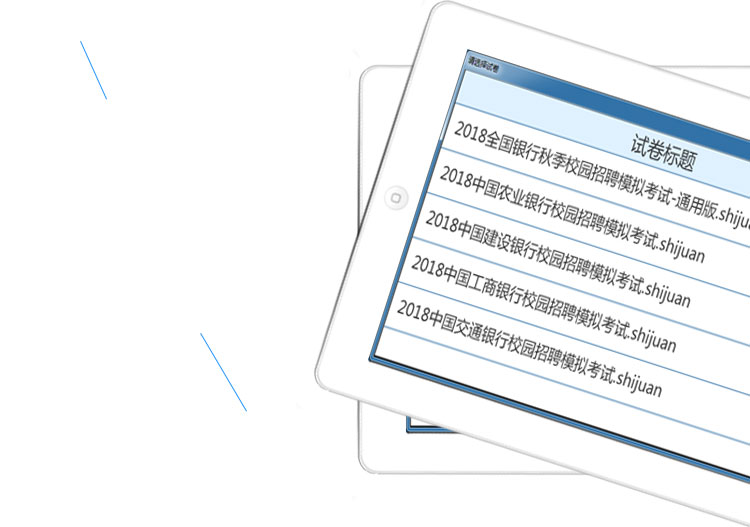 请选择试卷
试卷标题
2018全国银行秋季校园招聘模拟考试-通用版.shijuan
2018中国农业银行校园招聘模拟考试.shijuan
2018中国建设银行校园招聘模拟考试.shijuan
2018中国工商银行校园招聘模拟考试.shijuan
2018中国交通银行校园招聘模拟考试.shijuan